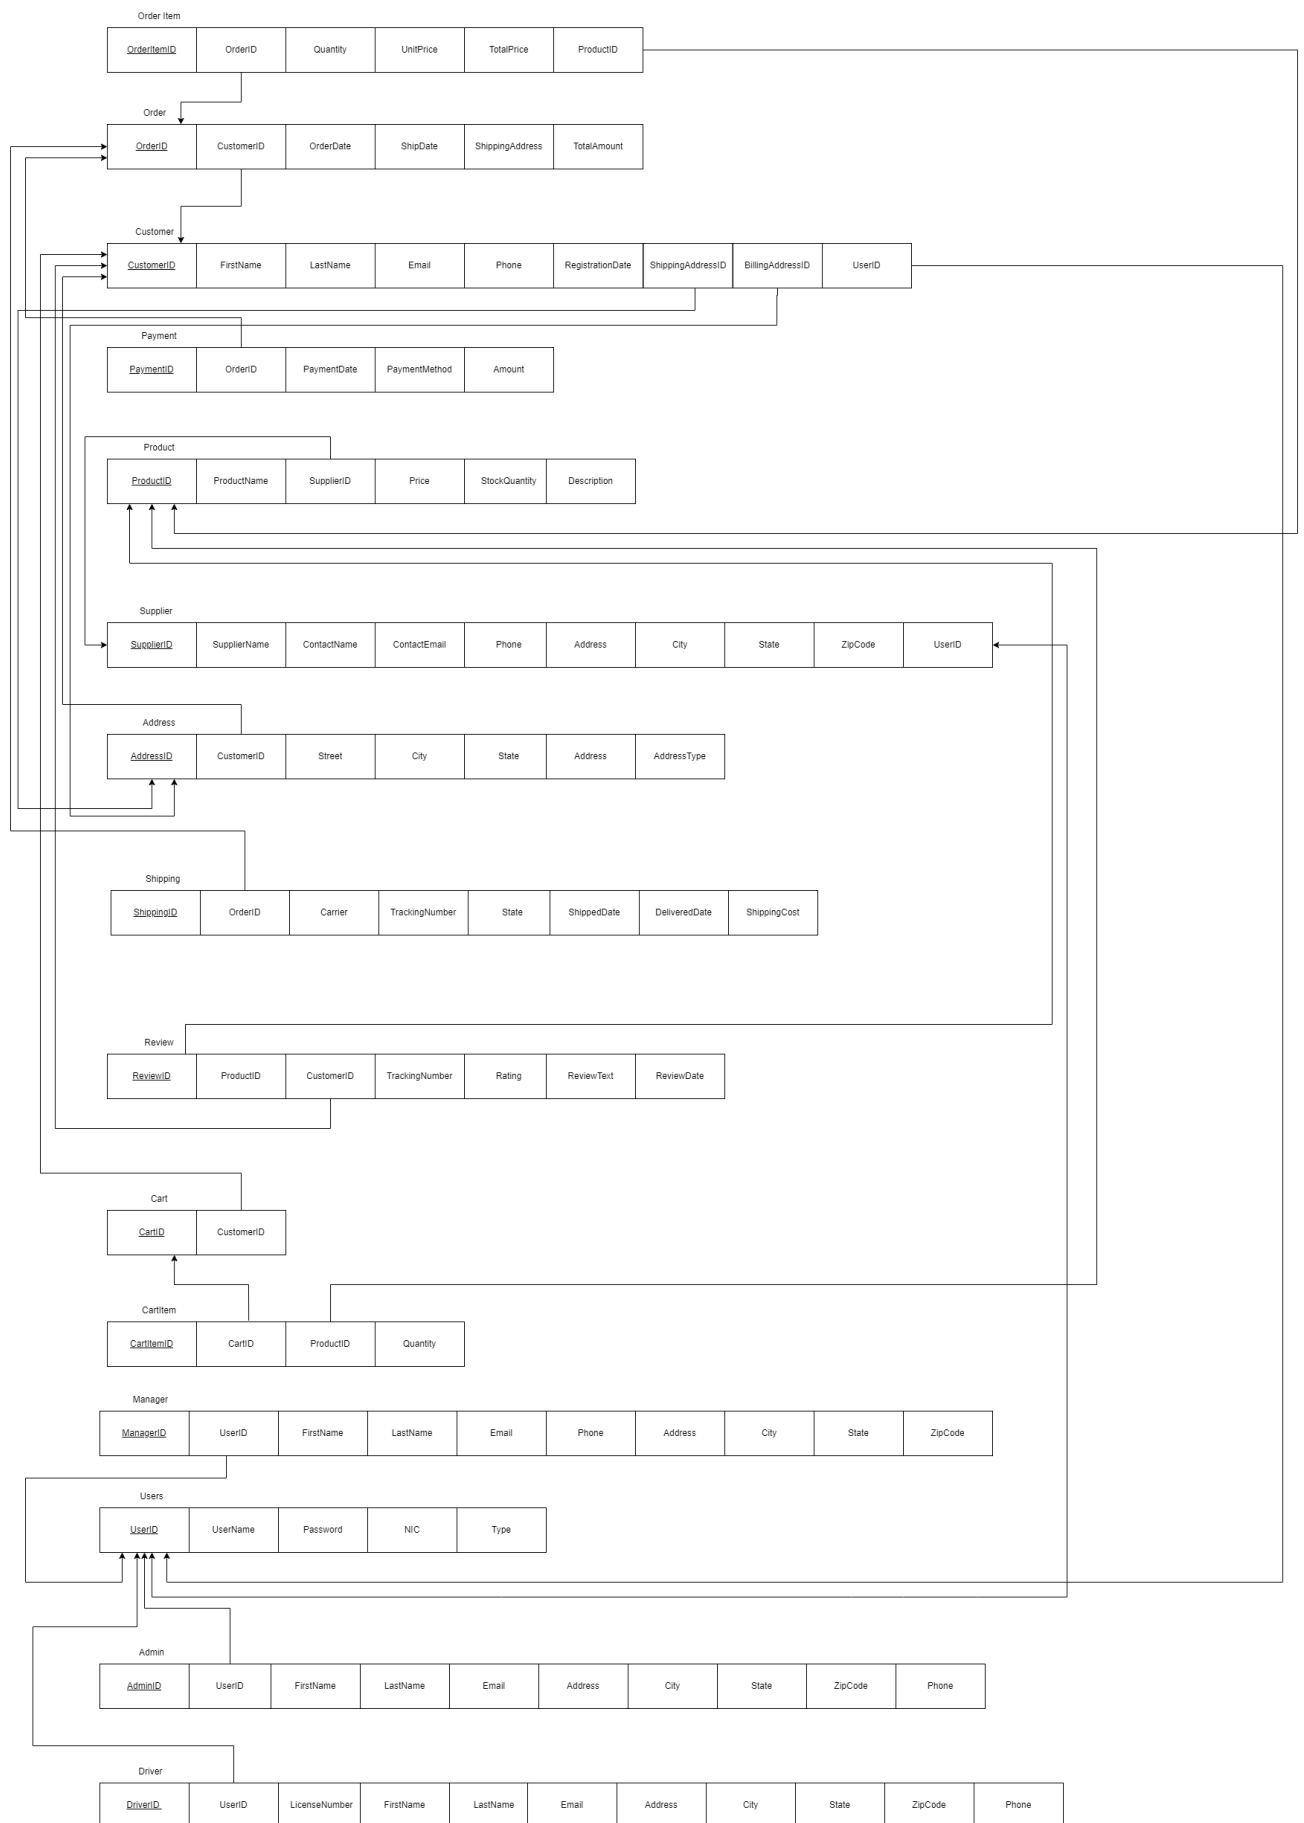 Order Item
OrderItemID OrderID Quantity UnitPrice TotalPrice ProductID
Order
OrderID CustomerID OrderDate ShipDate ShippingAddress TotalAmount
Customer
CustomerID FirstName LastName Email Phone RegistrationDate ShippingAddressID BillingAddressID UserID
Payment
PaymentID OrderID PaymentDate PaymentMethod Amount
Product
ProductID ProductName SupplierID Price StockQuantity Description
Supplier
SupplierID SupplierName ContactName ContactEmail Phone Address City State ZipCode UserID
Address
AddressID CustomerID Street City State Address AddressType
Shipping
ShippingID OrderID Carrier TrackingNumber State ShippedDate DeliveredDate ShippingCost
Review
ReviewID ProductID CustomerID TrackingNumber Rating ReviewText ReviewDate
Cart
CartID CustomerID
CartItem
CartItemID CartID ProductID Quantity
Manager
ManagerID UserID FirstName LastName Email Phone Address City State ZipCode
Users
UserID UserName Password NIC Type
Admin
AdminID UserID FirstName LastName Email Address City State ZipCode Phone
Driver
DriverID UserID LicenseNumber FirstName LastName Email Address City State ZipCode Phone